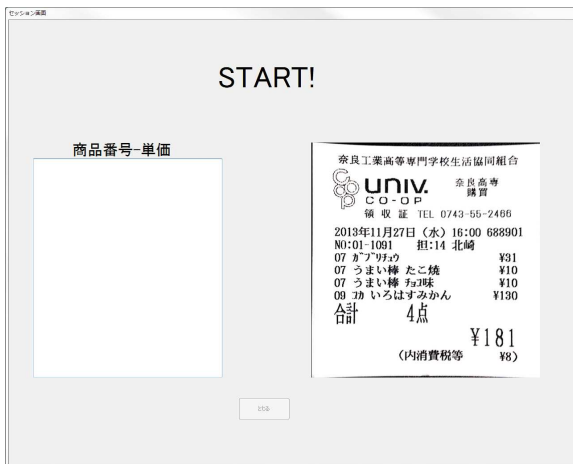 セッション画面
START!
商品番号-単価
奈良工業高等専門学校生活協同組合
UNIV.
CO-OP
奈良高専
購買
領 収 証 TEL 0743-55-2466
2013年11月27日（水）16:00 688901
NO:01-1091 担:14 北崎
07 ガブリチュウ ¥31
07 うまい棒 たこ焼 ¥10
07 うまい棒 チョコ味 ¥10
09 コカ いろはすみかん ¥130
合計 4点
¥181
(内消費税等 ¥8)